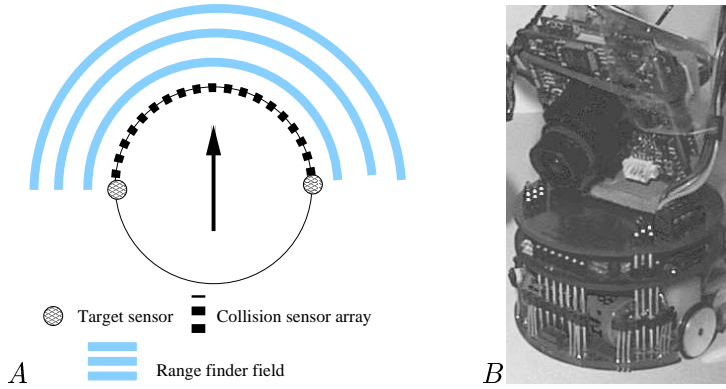 Target sensor
Collision sensor array
Range finder field
A
B